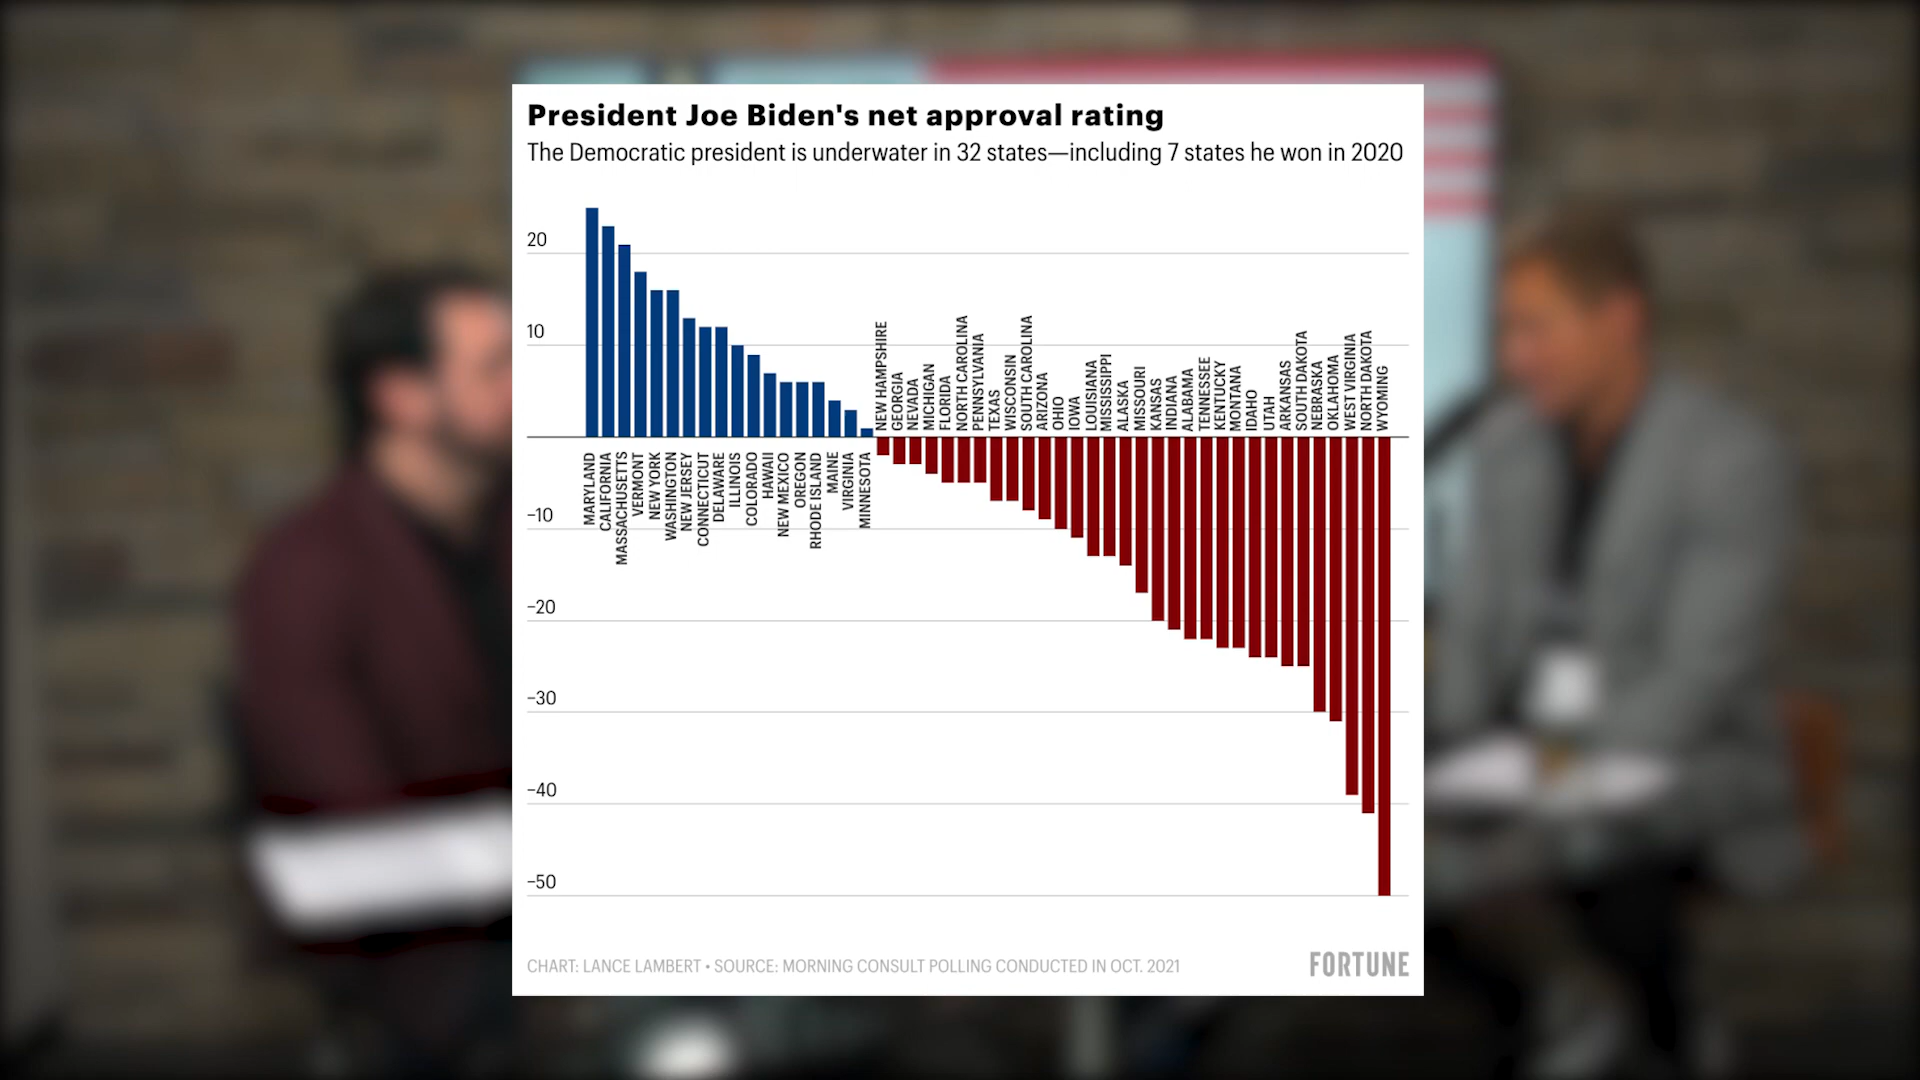 President Joe Biden's net approval rating
The Democratic president is underwater in 32 states—including 7 states he won in 2020
20
10
−10
−20
−30
−40
−50
MARYLAND
CALIFORNIA
MASSACHUSETTS
VERMONT
NEW YORK
WASHINGTON
NEW JERSEY
CONNECTICUT
DELAWARE
ILLINOIS
COLORADO
HAWAII
NEW MEXICO
OREGON
RHODE ISLAND
MAINE
VIRGINIA
MINNESOTA
NEW HAMPSHIRE
GEORGIA
NEVADA
MICHIGAN
FLORIDA
NORTH CAROLINA
PENNSYLVANIA
TEXAS
WISCONSIN
SOUTH CAROLINA
ARIZONA
OHIO
IOWA
LOUISIANA
MISSISSIPPI
ALASKA
MISSOURI
KANSAS
INDIANA
ALABAMA
TENNESSEE
KENTUCKY
MONTANA
IDAHO
UTAH
ARKANSAS
SOUTH DAKOTA
NEBRASKA
OKLAHOMA
WEST VIRGINIA
NORTH DAKOTA
WYOMING
CHART: LANCE LAMBERT • SOURCE: MORNING CONSULT POLLING CONDUCTED IN OCT. 2021
FORTUNE